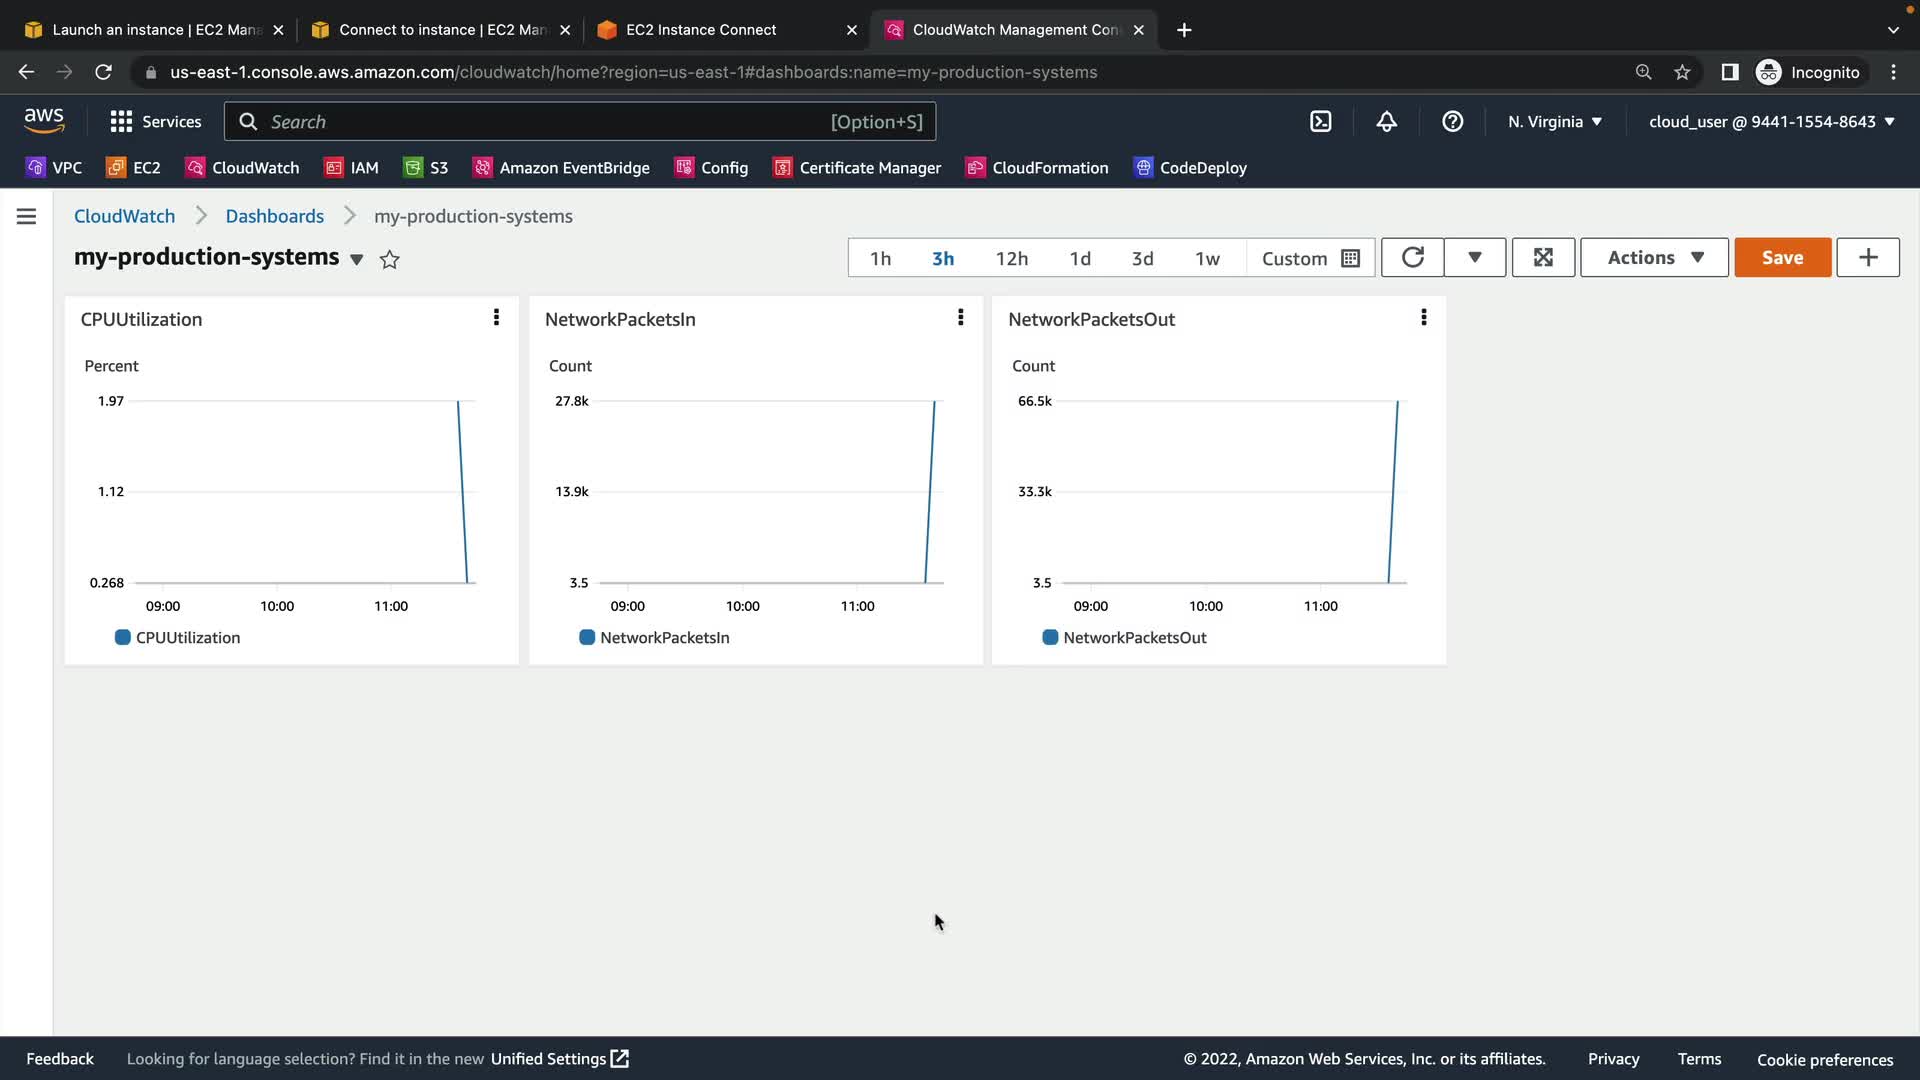 Launch an instance | EC2 Mana
Connect to instance | EC2 Man
EC2 Instance Connect
CloudWatch Management Con
us-east-1.console.aws.amazon.com/cloudwatch/home?region=us-east-1#dashboards:name=my-production-systems
Incognito
aws
Services
Search
[Option+S]
N. Virginia
cloud_user @ 9441-1554-8643
VPC
EC2
CloudWatch
IAM
S3
Amazon EventBridge
Config
Certificate Manager
CloudFormation
CodeDeploy
CloudWatch
Dashboards
my-production-systems
my-production-systems
1h
3h
12h
1d
3d
1w
Custom
Actions
Save
CPUUtilization
Percent
1.97
1.12
0.268
09:00
10:00
11:00
CPUUtilization
NetworkPacketsIn
Count
27.8k
13.9k
3.5
09:00
10:00
11:00
NetworkPacketsIn
NetworkPacketsOut
Count
66.5k
33.3k
3.5
09:00
10:00
11:00
NetworkPacketsOut
Feedback
Looking for language selection? Find it in the new Unified Settings
© 2022, Amazon Web Services, Inc. or its affiliates.
Privacy
Terms
Cookie preferences